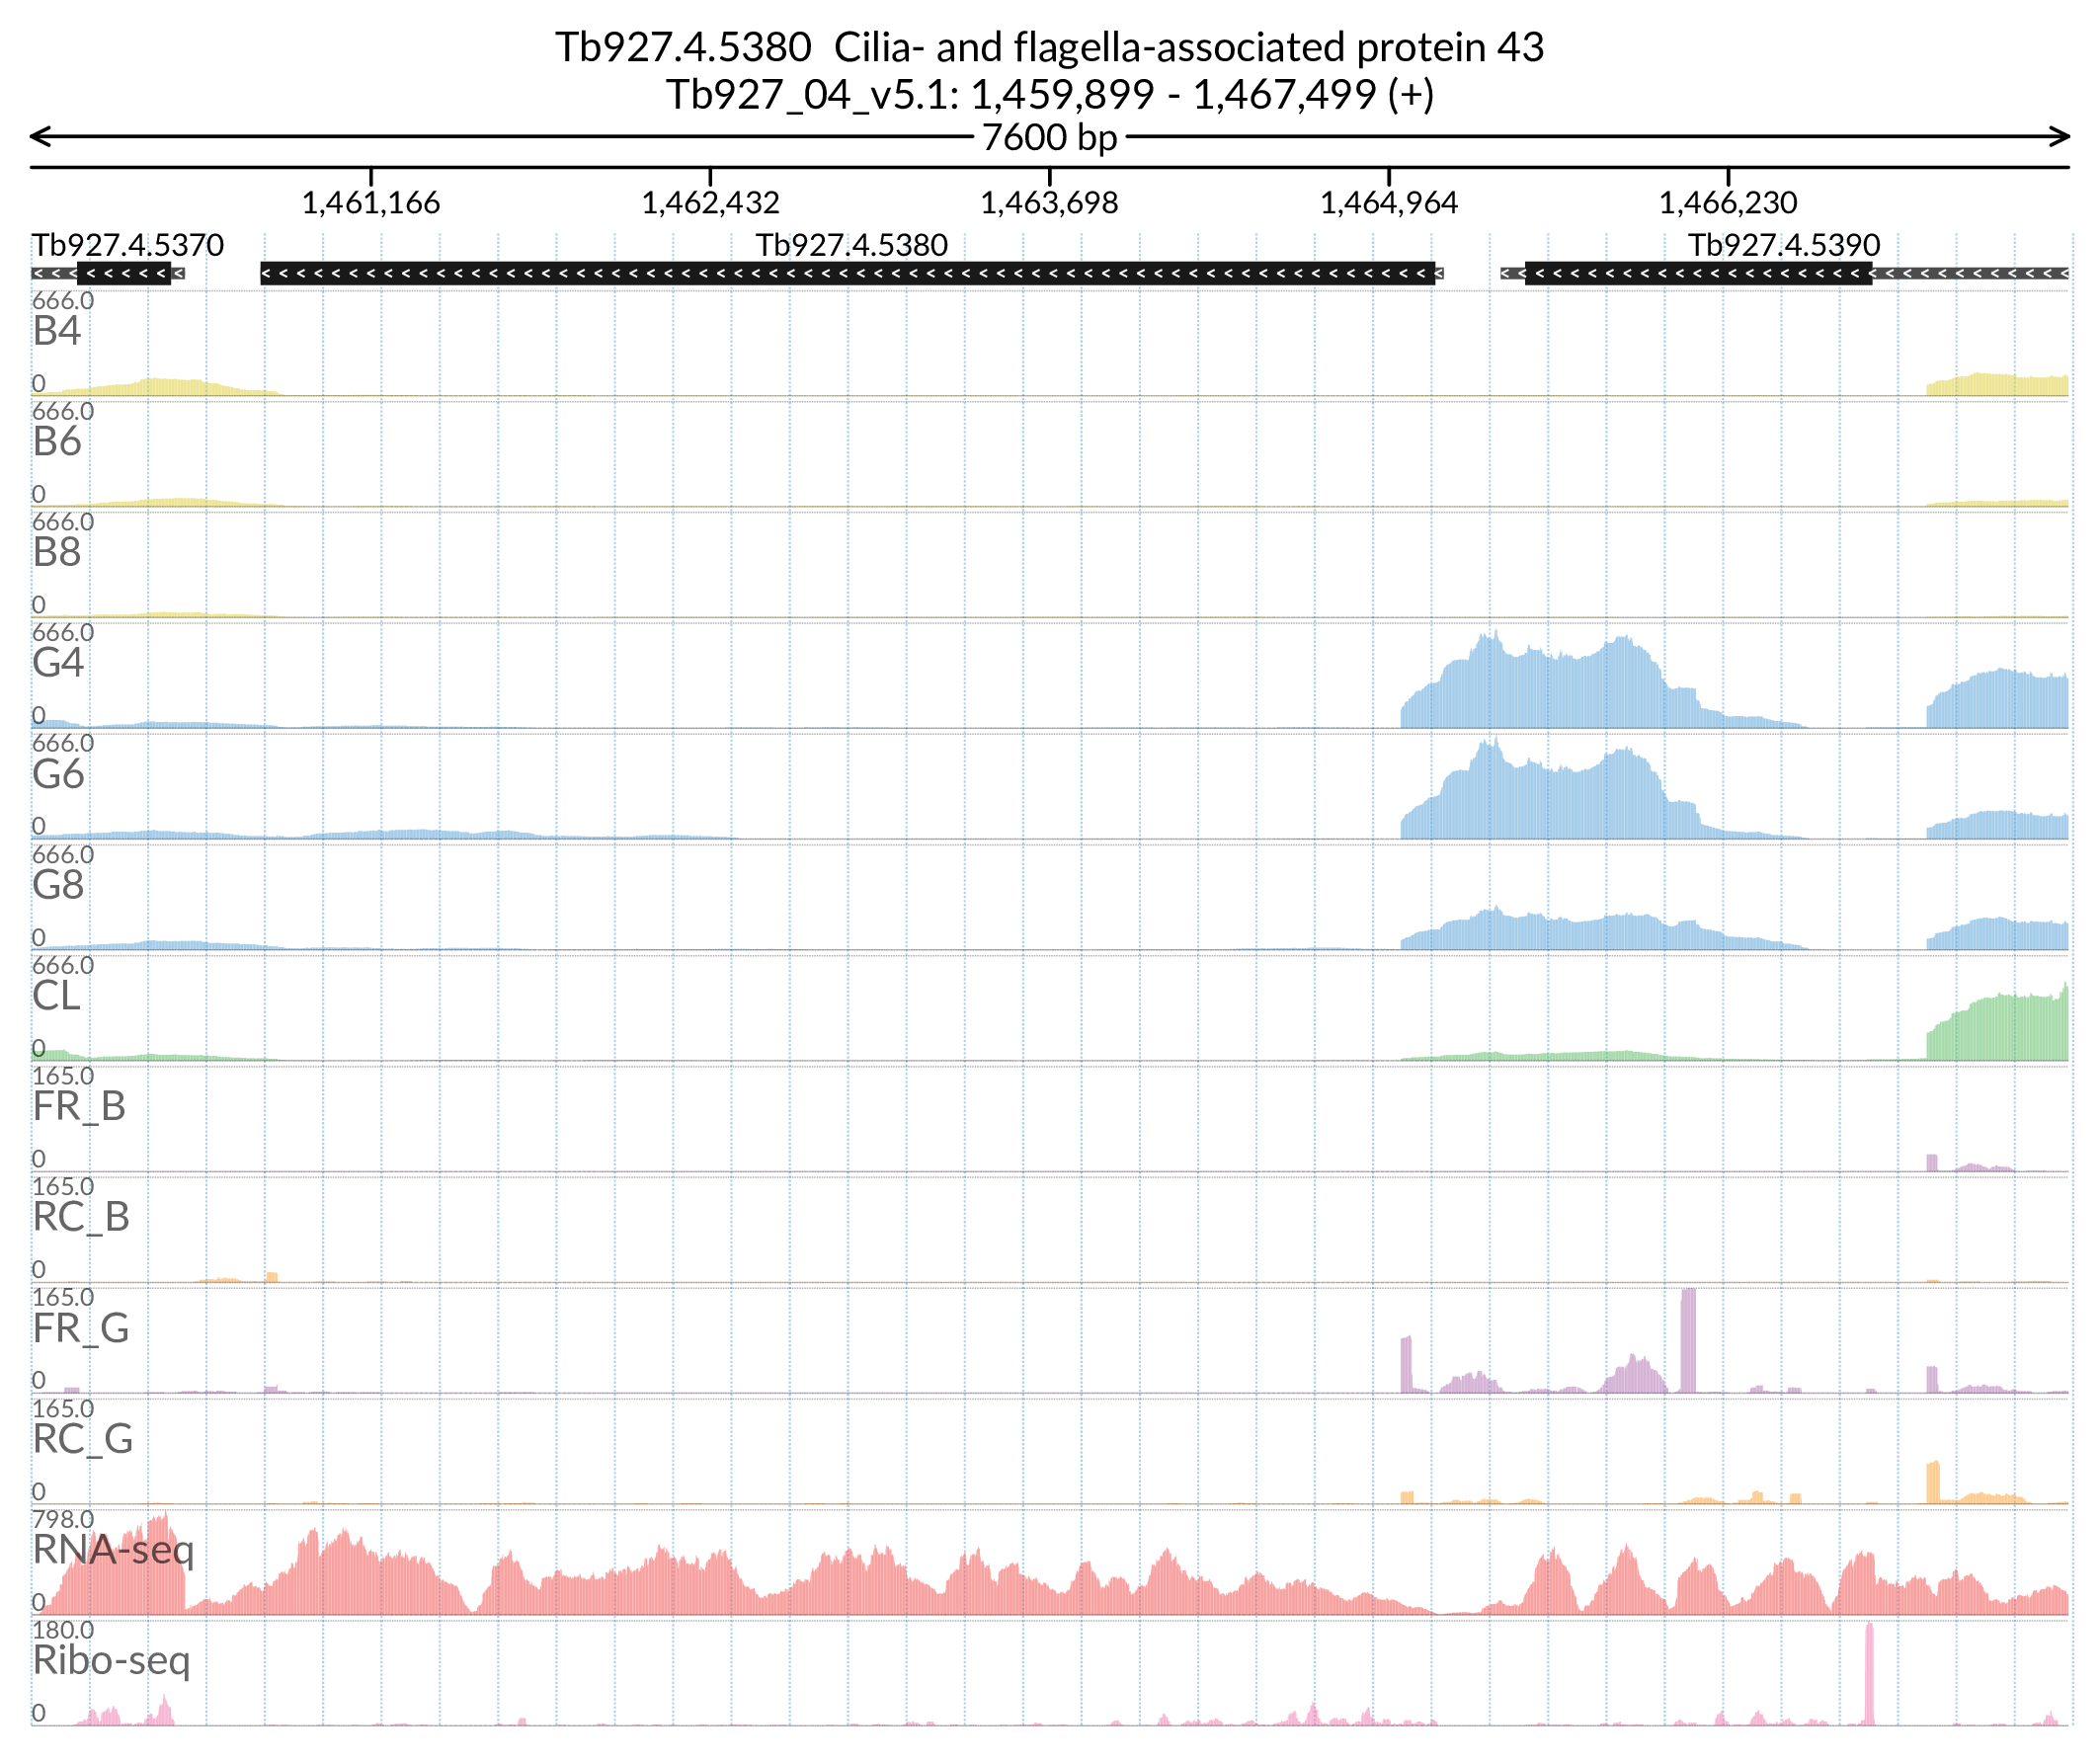 Tb927.4.5380  Cilia- and flagella-associated protein 43
Tb927_04_v5.1: 1,459,899 - 1,467,499 (+)
7600 bp
1,461,166 1,462,432 1,463,698 1,464,964 1,466,230
Tb927.4.5370 Tb927.4.5380 Tb927.4.5390
666.0
B4
0
666.0
B6
0
666.0
B8
0
666.0
G4
0
666.0
G6
0
666.0
G8
0
666.0
CL
0
165.0
FR_B
0
165.0
RC_B
0
165.0
FR_G
0
165.0
RC_G
0
798.0
RNA-seq
0
180.0
Ribo-seq
0